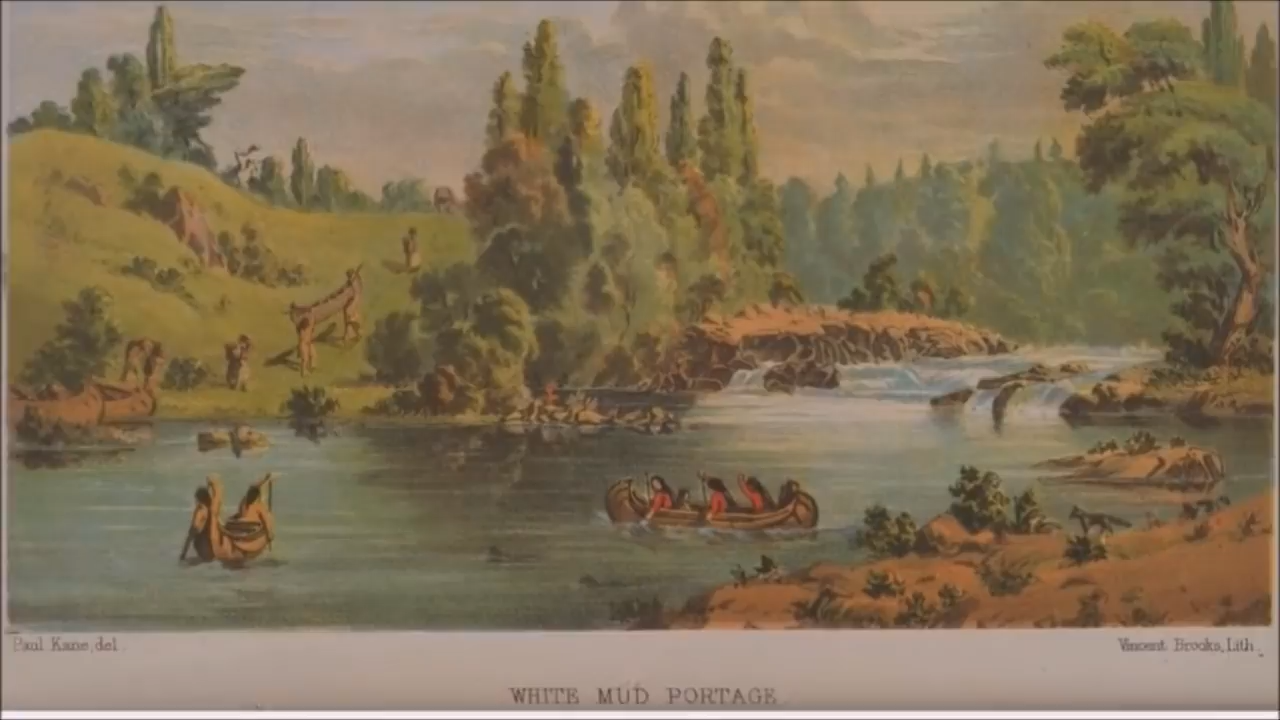 Paul Kane, del.
Vincent Brooks, Lith.
WHITE MUD PORTAGE.